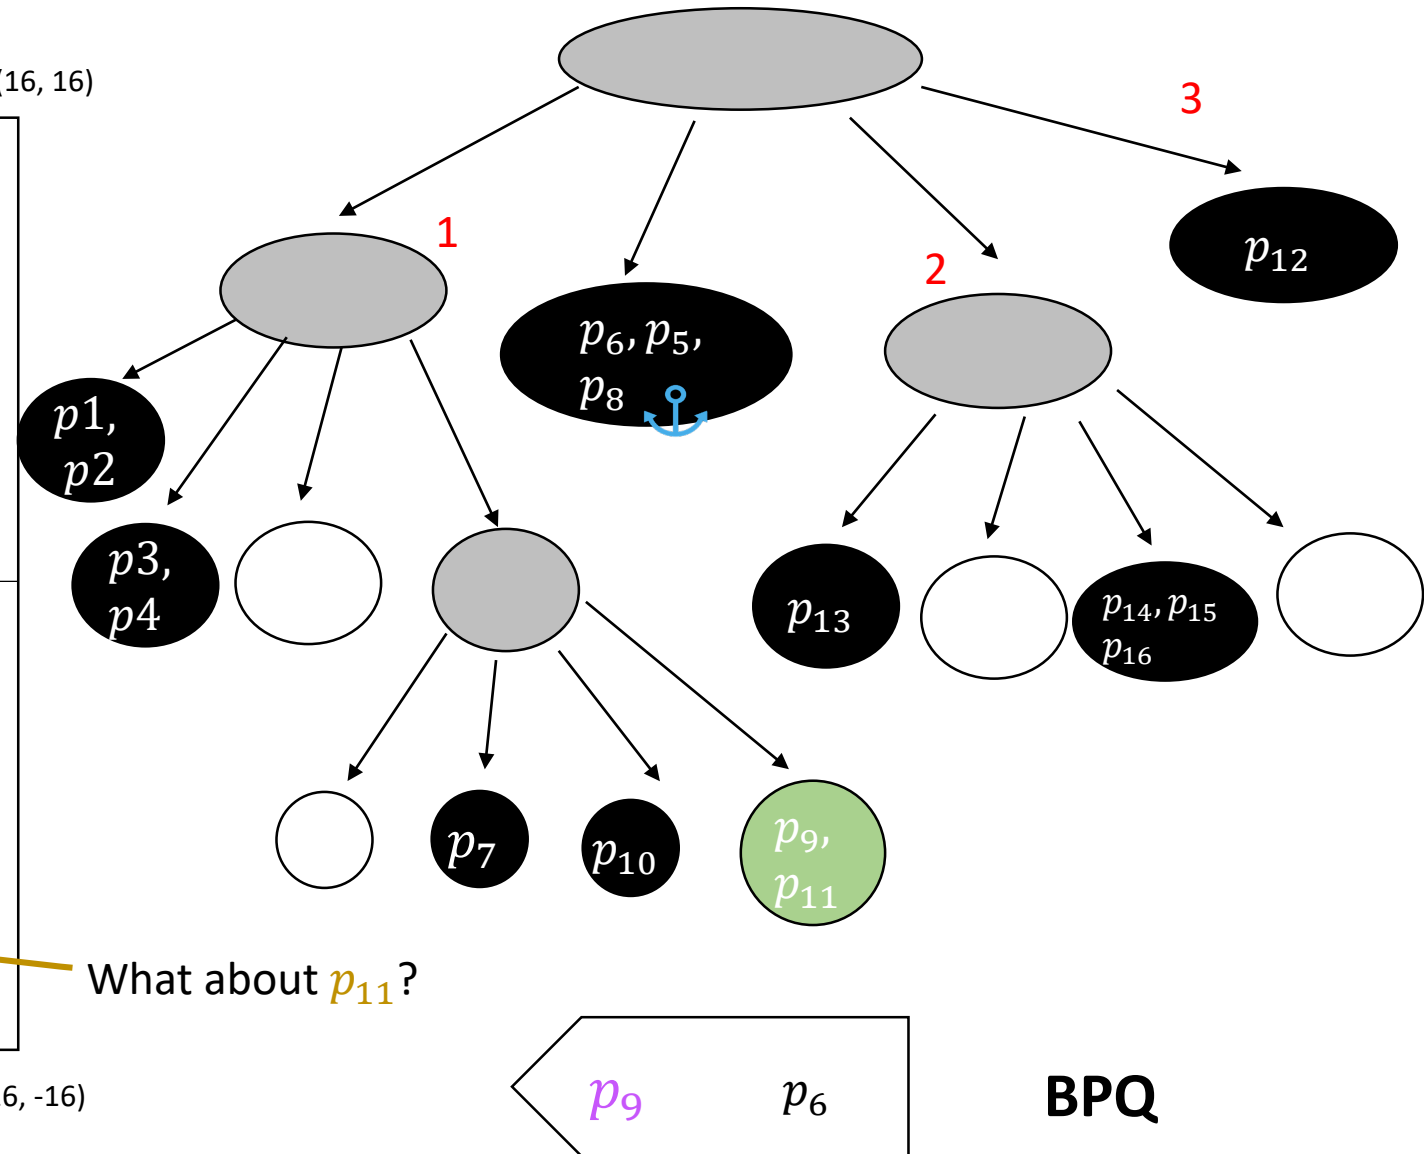 (16, 16)
3
1
2
p₁₂
p₆, p₅,
p₈
p1,
p2
p3,
p4
p₁₃
p₁₄, p₁₅
p₁₆
p₇
p₁₀
p₉,
p₁₁
What about p₁₁?
p₉ p₆
BPQ
6, -16)